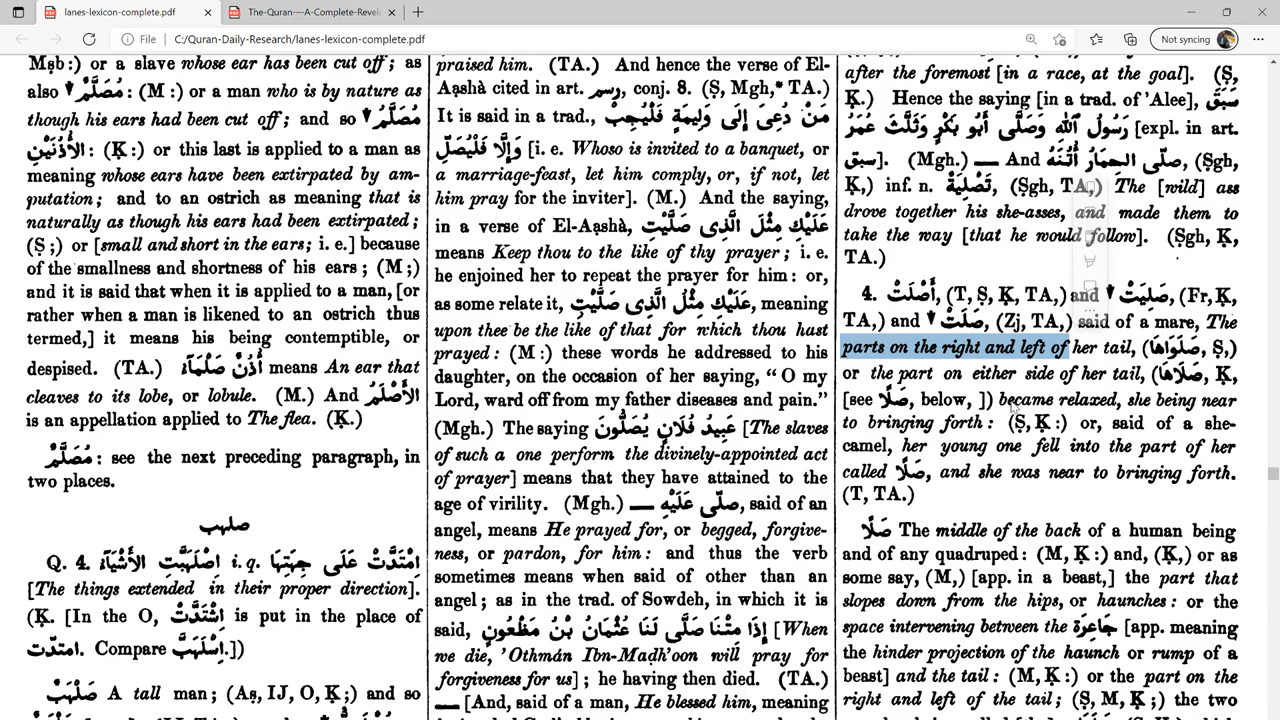 lanes-lexicon-complete.pdf
The-Quran-—A-Complete-Revela
File
C:/Quran-Daily-Research/lanes-lexicon-complete.pdf
Not syncing
Mṣb:) or a slave whose ear has been cut off; as
also ▼ مُصَلَّمٌ: (M:) or a man who is by nature as
though his ears had been cut off; and so ▼ مُصَلَّمُ
الأُذُنَيْنِ: (Ḳ:) or this last is applied to a man as
meaning whose ears have been extirpated by am-
putation; and to an ostrich as meaning that is
naturally as though his ears had been extirpated;
(Ṣ;) or [small and short in the ears; i. e.] because
of the smallness and shortness of his ears; (M;)
and it is said that when it is applied to a man, [or
rather when a man is likened to an ostrich thus
termed,] it means his being contemptible, or
despised. (TA.) أُذُنٌ صَلْمَآءُ means An ear that
cleaves to its lobe, or lobule. (M.) And الأَصْلَمُ
is an appellation applied to The flea. (Ḳ.)
مُصَلَّمٌ: see the next preceding paragraph, in
two places.
صلهب
Q. 4. اِصْلَهَبَّتِ الأَشْيَآءُ i. q. اِمْتَدَّتْ عَلَى جِهَتِهَا
[The things extended in their proper direction].
(Ḳ. [In the O, اِشْتَدَّتْ is put in the place of
امتدّت. Compare اِسْلَهَبَّ.])
صَلْهَبٌ A tall man; (Aṣ, IJ, O, Ḳ;) and so
praised him. (TA.) And hence the verse of El-
Aạshà cited in art. رسم, conj. 8. (Ṣ, Mgh,* TA.)
It is said in a trad., مَنْ دُعِىَ إِلَى وَلِيمَةٍ فَلْيُجِبْ
وَإِلَّا فَلْيُصَلِّ [i. e. Whoso is invited to a banquet, or
a marriage-feast, let him comply, or, if not, let
him pray for the inviter]. (M.) And the saying,
in a verse of El-Aạshà, عَلَيْكِ مِثْلَ الَّذِى صَلَّيْتِ
means Keep thou to the like of thy prayer; i. e.
he enjoined her to repeat the prayer for him: or,
as some relate it, عَلَيْكِ مِثْلُ الَّذِى صَلَّيْتِ, meaning
upon thee be the like of that for which thou hast
prayed: (M:) these words he addressed to his
daughter, on the occasion of her saying, “O my
Lord, ward off from my father diseases and pain.”
(Mgh.) The saying عَبِيدُ فُلَانٍ يُصَلُّونَ [The slaves
of such a one perform the divinely-appointed act
of prayer] means that they have attained to the
age of virility. (Mgh.) — صَلَّى عَلَيْهِ, said of an
angel, means He prayed for, or begged, forgive-
ness, or pardon, for him: and thus the verb
sometimes means when said of other than an
angel; as in the trad. of Sowdeh, in which it is
said, إِذَا مِتْنَا صَلَّى لَنَا عُثْمَانُ بْنُ مَظْعُونٍ [When
we die, 'Othmán Ibn-Maḍh'oon will pray for
forgiveness for us]; he having then died. (TA.)
— [And, said of a man, He blessed him, meaning
after the foremost [in a race, at the goal]. (Ṣ,
Ḳ.) Hence the saying [in a trad. of 'Alee], سَبَقَ
رَسُولُ اللهِ وَصَلَّى أَبُو بَكْرٍ وَثَلَّثَ عُمَرُ [expl. in art.
سبق]. (Mgh.) — And صَلَّى الحِمَارُ أُتُنَهُ, (Ṣgh,
Ḳ,) inf. n. تَصْلِيَةٌ, (Ṣgh, TA,) The [wild] ass
drove together his she-asses, and made them to
take the way [that he would follow]. (Ṣgh, Ḳ,
TA.)
4. أَصْلَتْ, (T, Ṣ, Ḳ, TA,) and ▼ صَلِيَتْ, (Fr, Ḳ,
TA,) and ▼ صَلَتْ, (Zj, TA,) said of a mare, The
parts on the right and left of her tail, (صَلَوَاهَا, Ṣ,)
or the part on either side of her tail, (صَلَاهَا, Ḳ,
[see صَلًا, below,]) became relaxed, she being near
to bringing forth: (Ṣ, Ḳ:) or, said of a she-
camel, her young one fell into the part of her
called صَلًا, and she was near to bringing forth.
(T, TA.)
صَلًا The middle of the back of a human being
and of any quadruped: (M, Ḳ:) and, (Ḳ,) or as
some say, (M,) [app. in a beast,] the part that
slopes down from the hips, or haunches: or the
space intervening between the جَاعِرَة [app. meaning
the hinder projection of the haunch or rump of a
beast] and the tail: (M, Ḳ:) or the part on the
right and left of the tail; (Ṣ, M, Ḳ;) the two